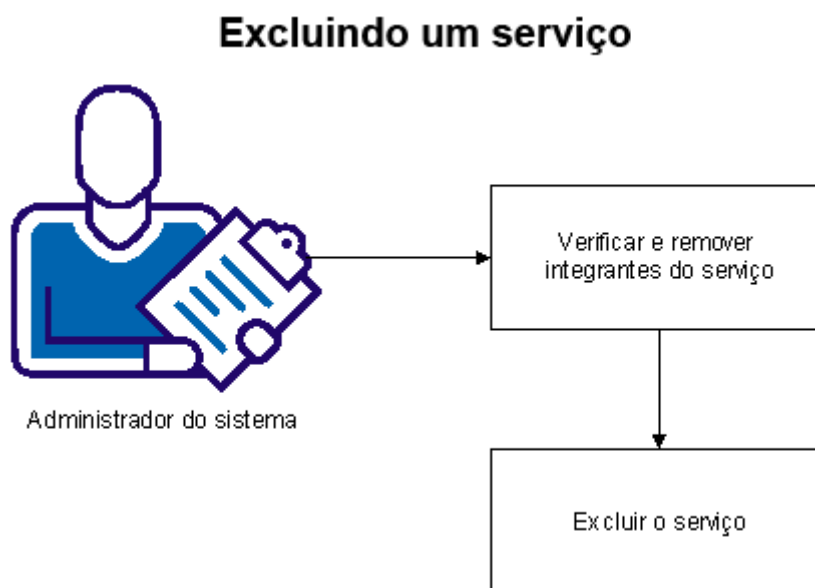 Excluindo um serviço
Verificar e remover
integrantes do serviço
Administrador do sistema
Excluir o serviço